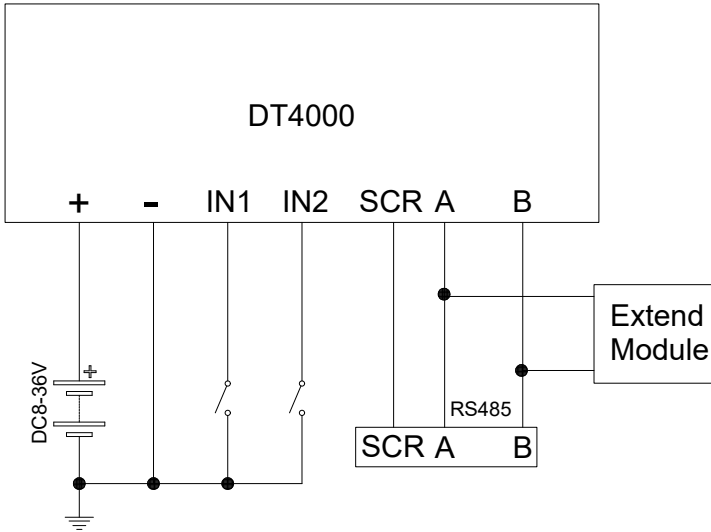 DT4000
+ - IN1 IN2 SCR A B
Extend
Module
DC8-36V
+
RS485
SCR A B